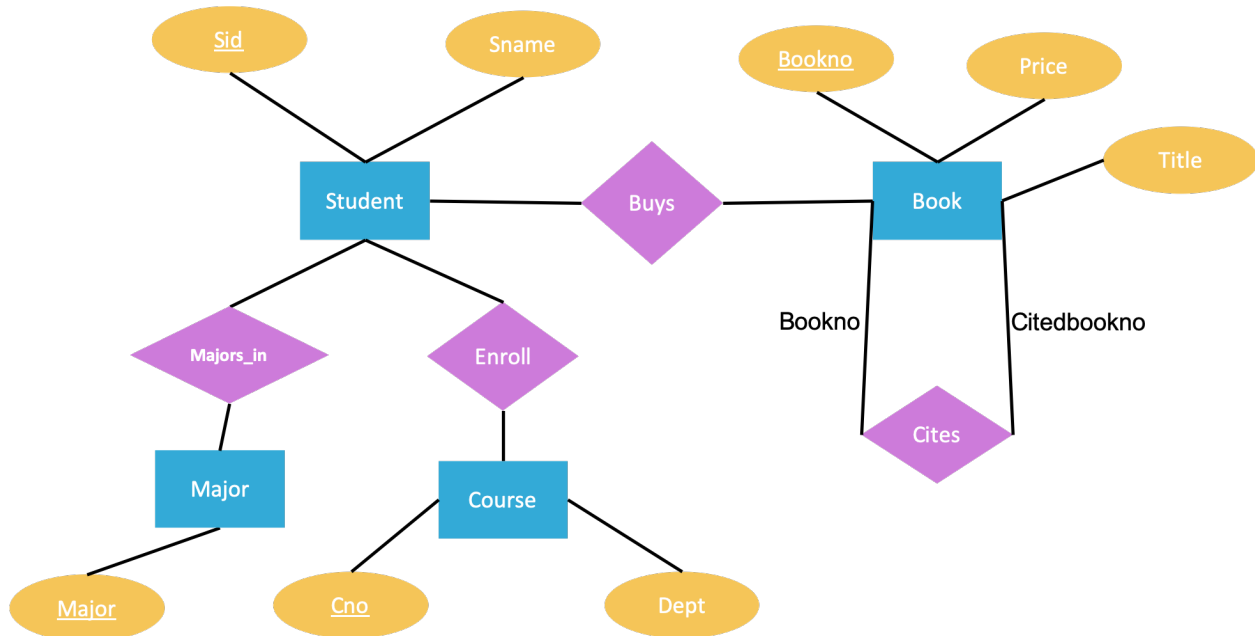 Sid
Sname
Bookno
Price
Title
Student
Buys
Book
Bookno
Citedbookno
Majors_in
Enroll
Cites
Major
Course
Major
Cno
Dept